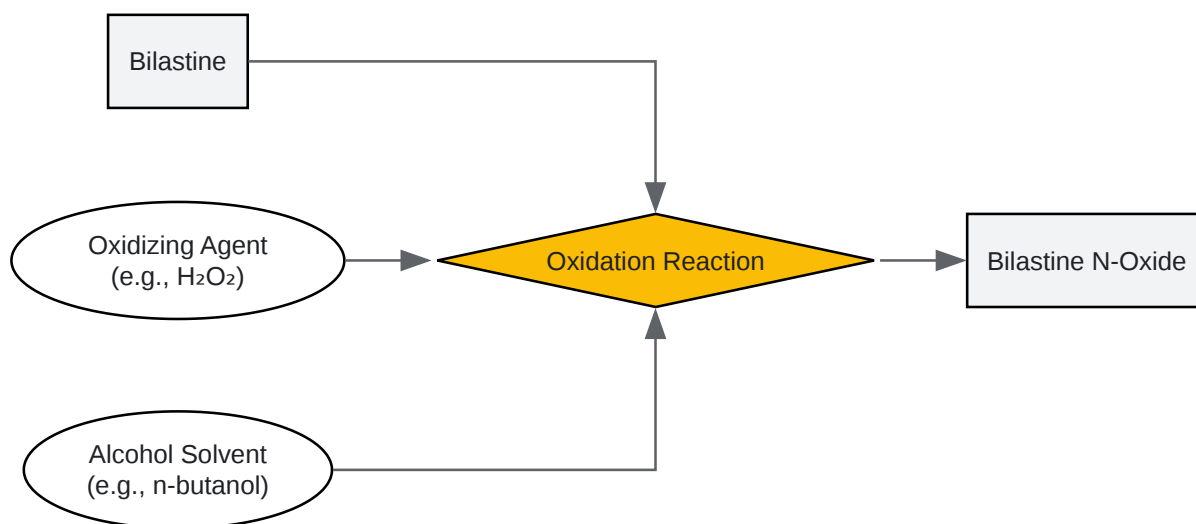 Bilastine
Oxidizing Agent
(e.g., H₂O₂)
Oxidation Reaction
Bilastine N-Oxide
Alcohol Solvent
(e.g., n-butanol)